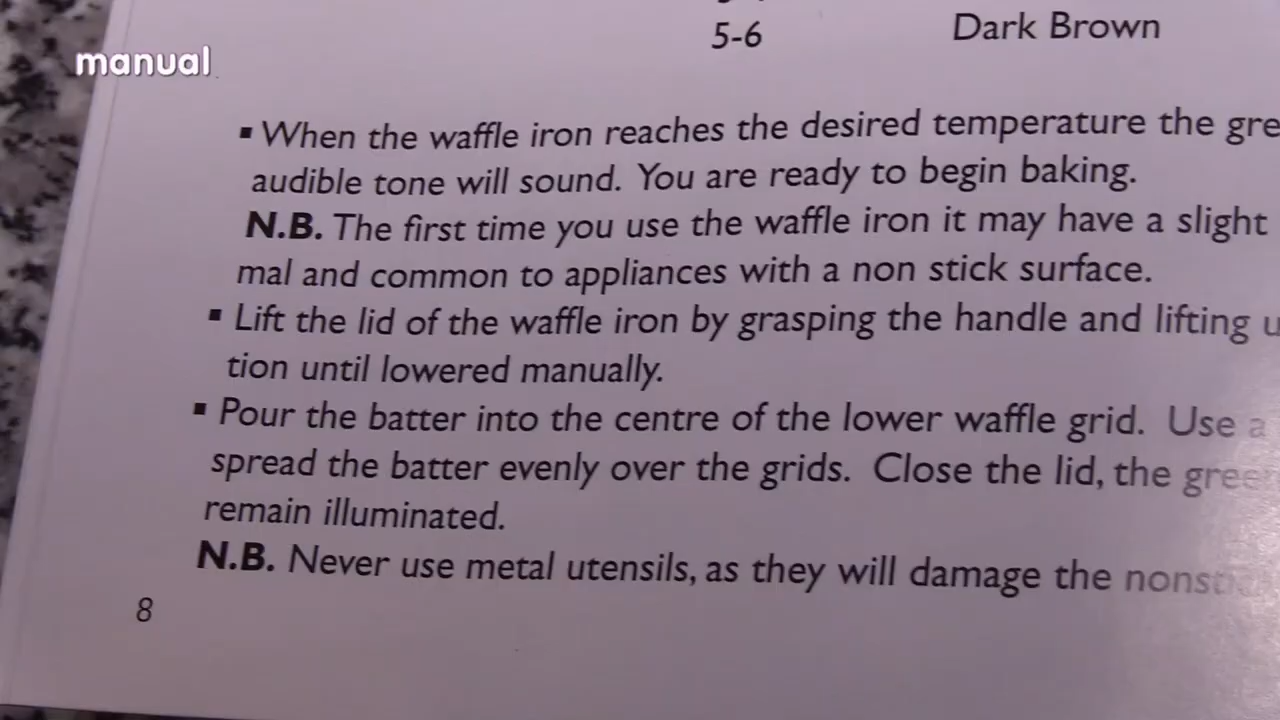 manual
5-6 Dark Brown
▪ When the waffle iron reaches the desired temperature the gre
audible tone will sound. You are ready to begin baking.
N.B. The first time you use the waffle iron it may have a slight
mal and common to appliances with a non stick surface.
▪ Lift the lid of the waffle iron by grasping the handle and lifting u
tion until lowered manually.
▪ Pour the batter into the centre of the lower waffle grid. Use a
spread the batter evenly over the grids. Close the lid, the green
remain illuminated.
N.B. Never use metal utensils, as they will damage the nonst
8